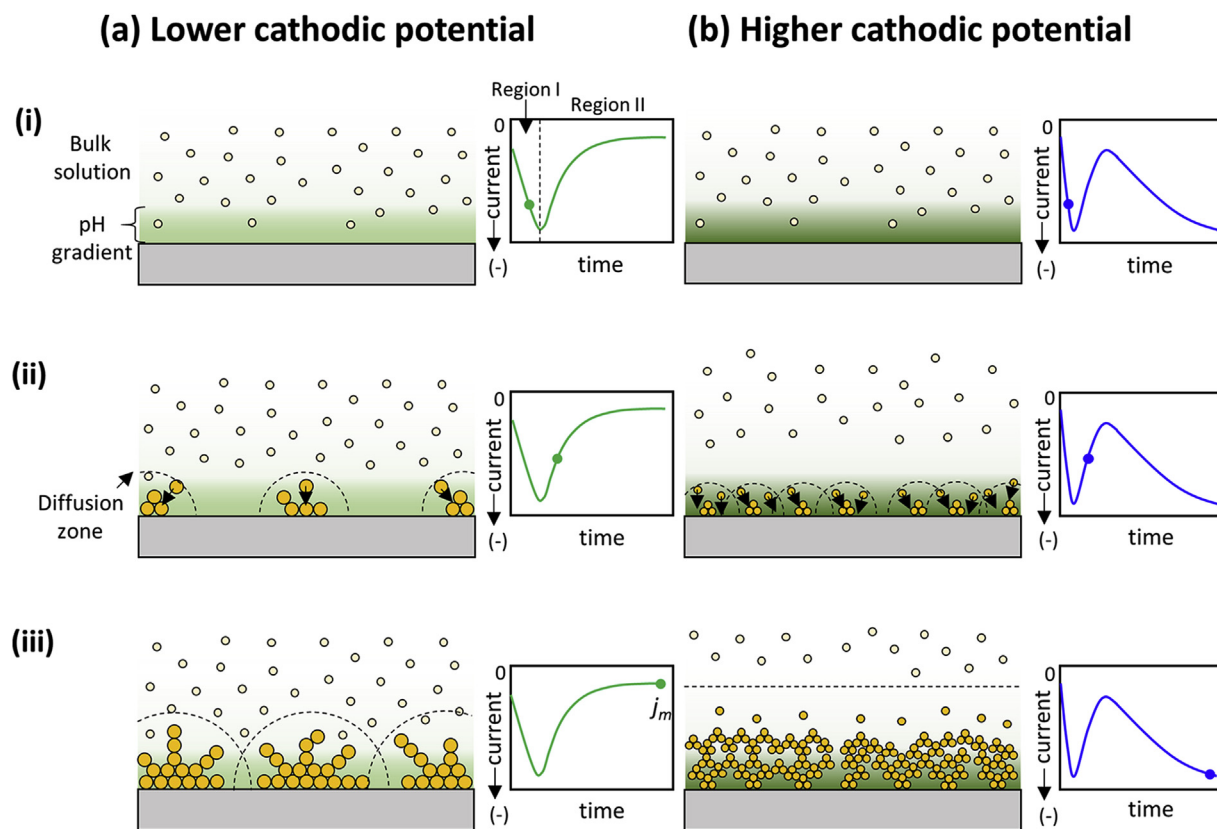 (a) Lower cathodic potential
(b) Higher cathodic potential
(i)
Bulk
solution
pH
gradient
Region I
Region II
0
current
(-)
time
0
current
(-)
time
(ii)
Diffusion
zone
0
current
(-)
time
0
current
(-)
time
(iii)
0
current
(-)
jm
time
0
current
(-)
time